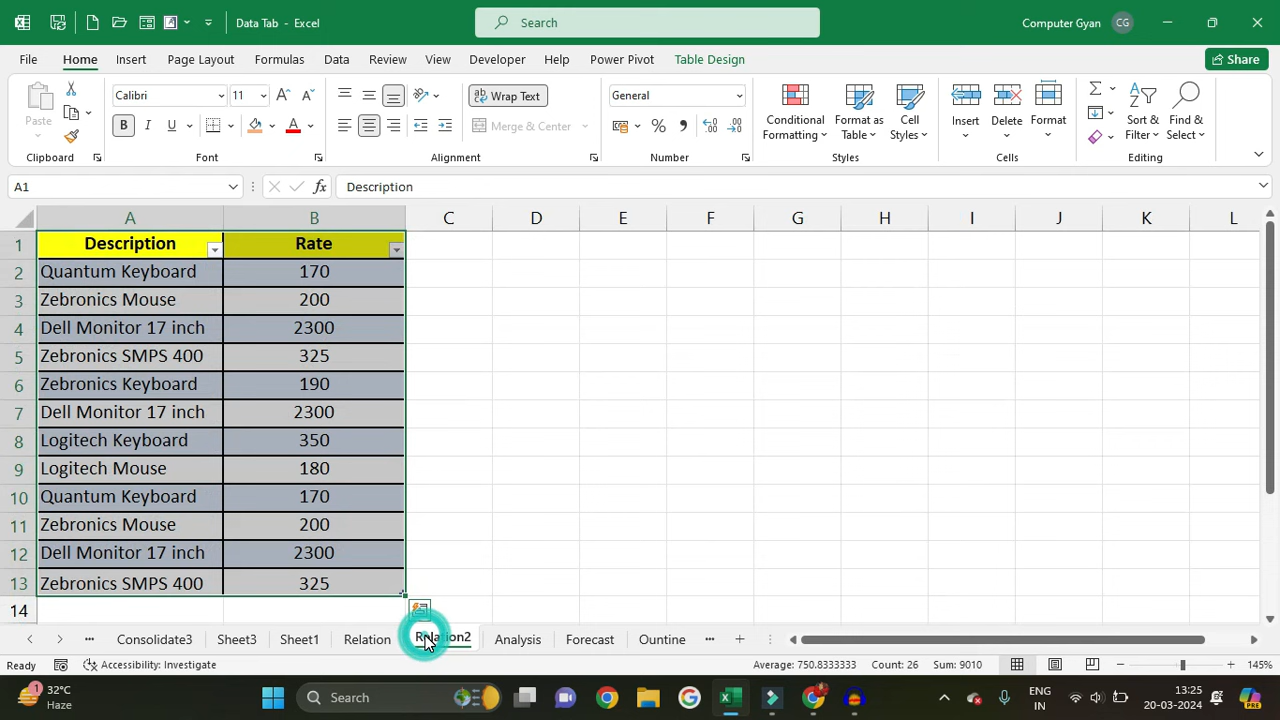 Data Tab - Excel
Search
Computer Gyan
CG
File Home Insert Page Layout Formulas Data Review View Developer Help Power Pivot Table Design
Share
Paste
Calibri 11
B I U
Wrap Text
Merge & Center
General
Conditional Formatting
Format as Table
Cell Styles
Insert
Delete
Format
Sort & Filter
Find & Select
Clipboard Font Alignment Number Styles Cells Editing
A1
fx
Description
A B C D E F G H I J K L
1 Description Rate
2 Quantum Keyboard 170
3 Zebronics Mouse 200
4 Dell Monitor 17 inch 2300
5 Zebronics SMPS 400 325
6 Zebronics Keyboard 190
7 Dell Monitor 17 inch 2300
8 Logitech Keyboard 350
9 Logitech Mouse 180
10 Quantum Keyboard 170
11 Zebronics Mouse 200
12 Dell Monitor 17 inch 2300
13 Zebronics SMPS 400 325
14
Consolidate3 Sheet3 Sheet1 Relation Relation2 Analysis Forecast Ountine
Ready Accessibility: Investigate Average: 750.8333333 Count: 26 Sum: 9010 145%
1 32°C
Haze
Search
ENG
IN
13:25
20-03-2024
PRE